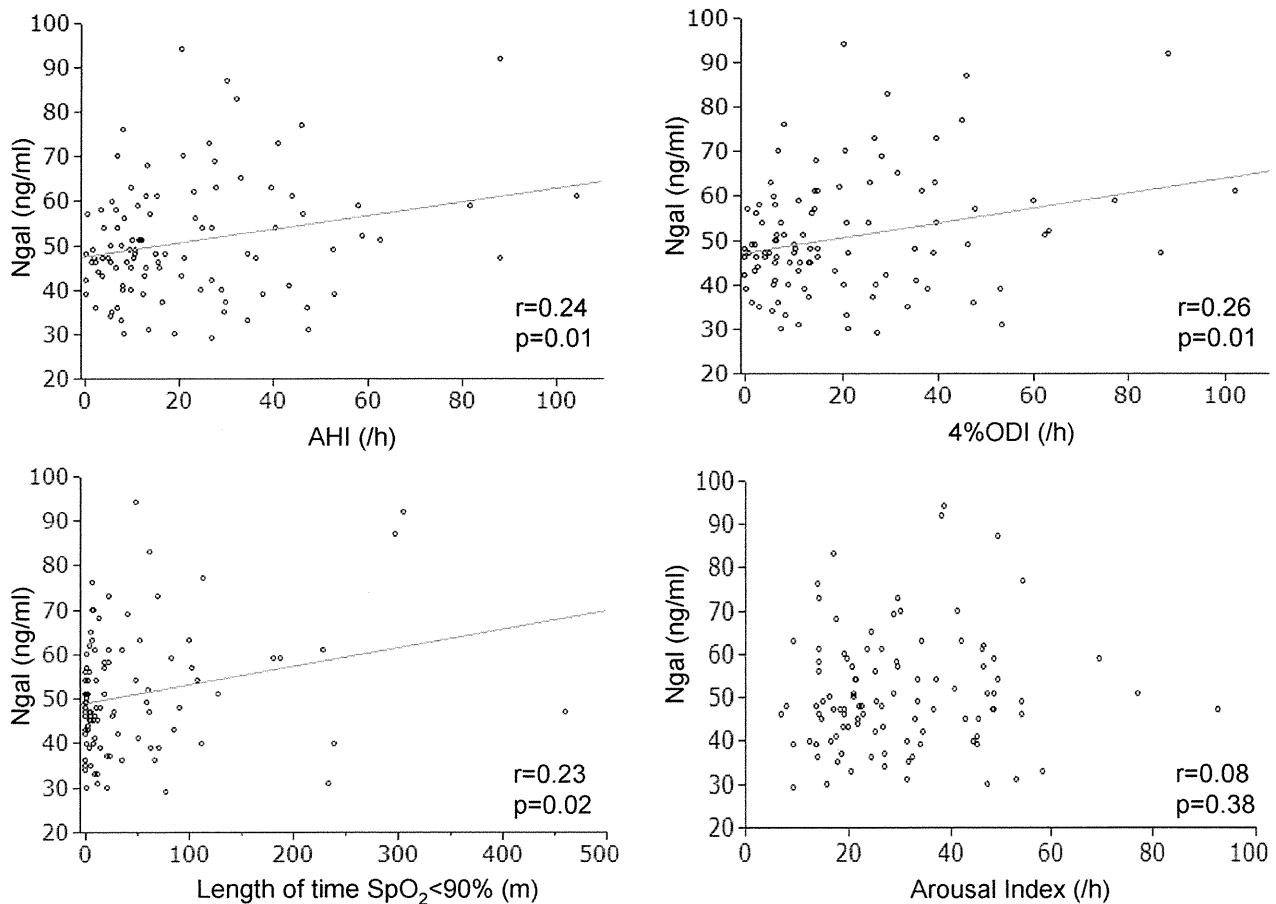 100
90
80
70
60
50
40
30
20
Ngal (ng/ml)
r=0.24
p=0.01
0 20 40 60 80 100
AHI (/h)
100
90
80
70
60
50
40
30
20
Ngal (ng/ml)
r=0.26
p=0.01
0 20 40 60 80 100
4%ODI (/h)
100
90
80
70
60
50
40
30
20
Ngal (ng/ml)
r=0.23
p=0.02
0 100 200 300 400 500
Length of time SpO₂<90% (m)
100
90
80
70
60
50
40
30
20
Ngal (ng/ml)
r=0.08
p=0.38
0 20 40 60 80 100
Arousal Index (/h)